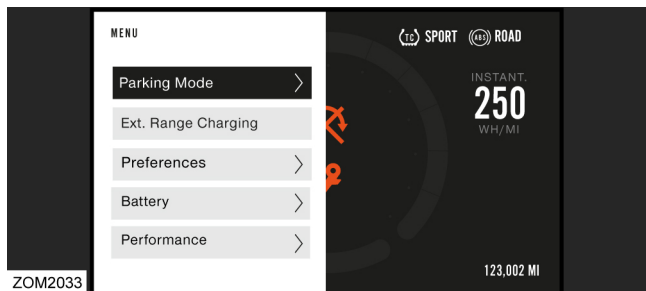 MENU
Parking Mode
Ext. Range Charging
Preferences
Battery
Performance
TC SPORT ABS ROAD
INSTANT.
250
WH/MI
123,002 MI
ZOM2033